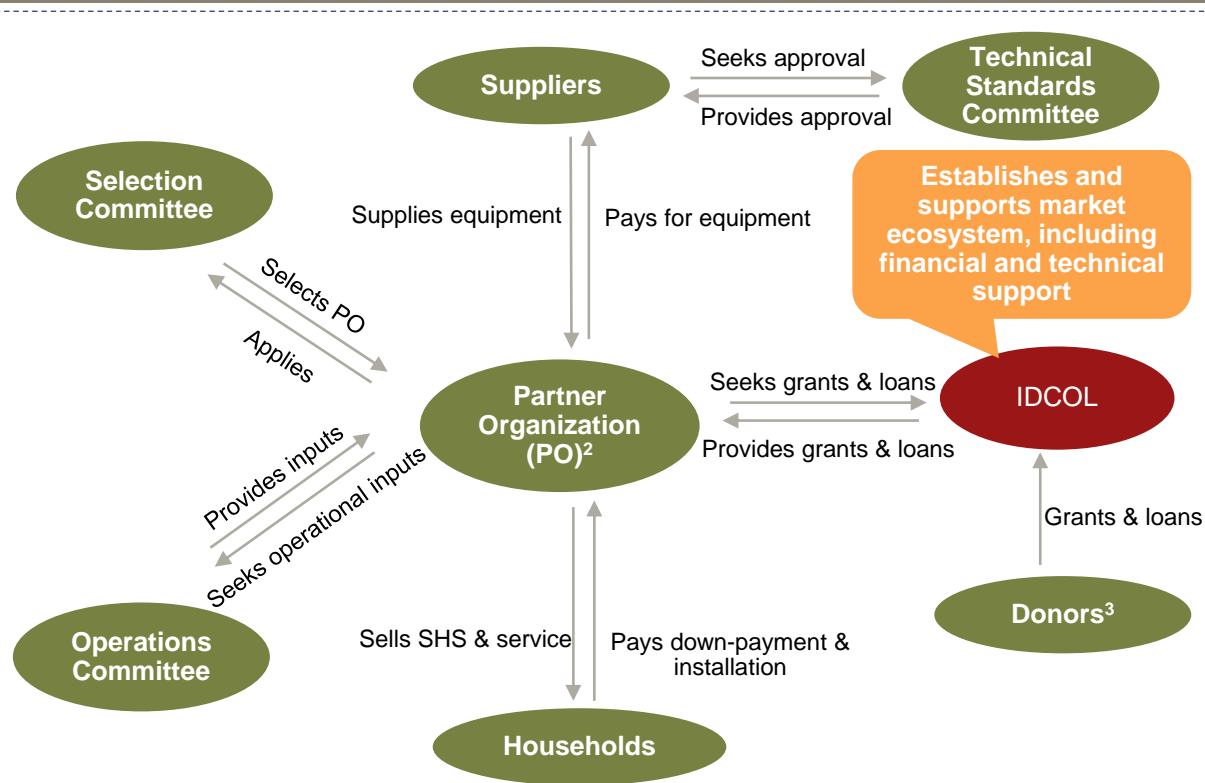 Suppliers
Seeks approval
Provides approval
Technical
Standards
Committee
Selection
Committee
Establishes and
supports market
ecosystem, including
financial and technical
support
Supplies equipment
Pays for equipment
Selects PO
Applies
Partner
Organization
(PO)²
Seeks grants & loans
Provides grants & loans
IDCOL
Provides inputs
Seeks operational inputs
Grants & loans
Operations
Committee
Sells SHS & service
Pays down-payment &
installation
Donors³
Households